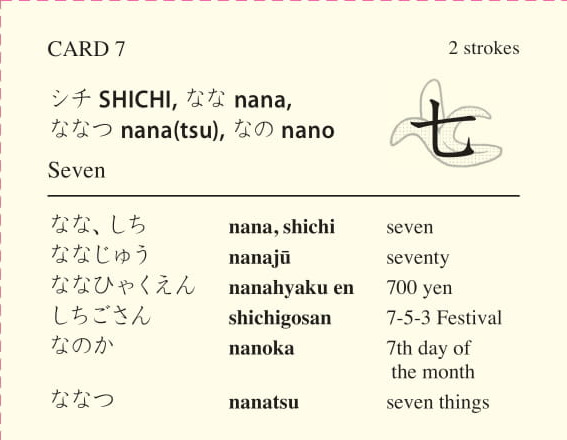 CARD 7 2 strokes
シチ SHICHI, なな nana,
ななつ nana(tsu), なの nano
七
Seven
なな、しち nana, shichi seven
ななじゅう nanajū seventy
ななひゃくえん nanahyaku en 700 yen
しちごさん shichigosan 7-5-3 Festival
なのか nanoka 7th day of
the month
ななつ nanatsu seven things